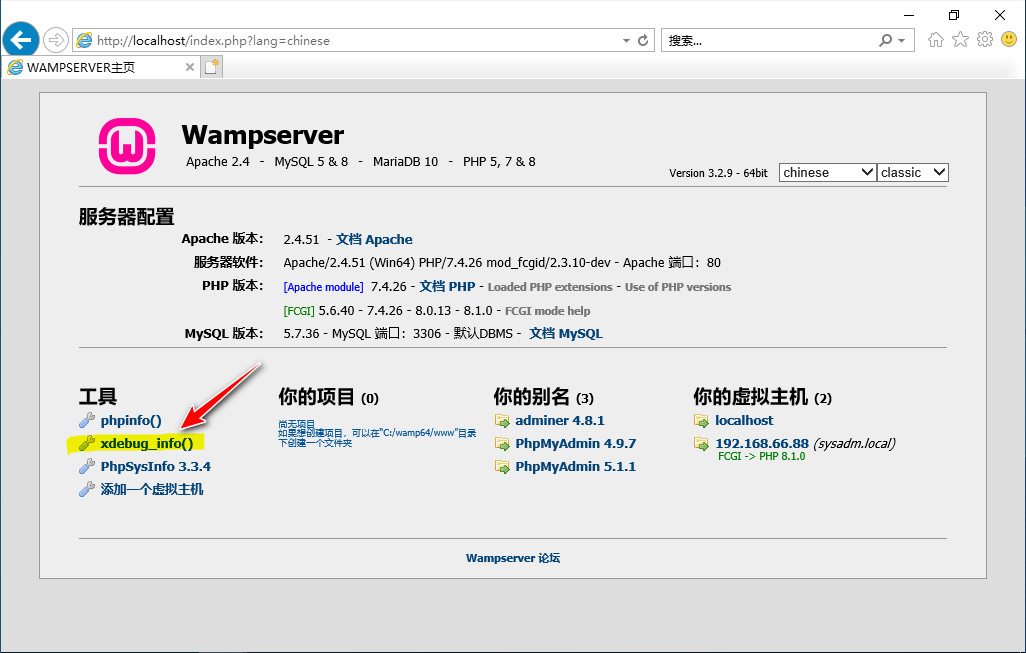 http://localhost/index.php?lang=chinese
搜索...
WAMPSERVER主页
Wampserver
Apache 2.4 - MySQL 5 & 8 - MariaDB 10 - PHP 5, 7 & 8
Version 3.2.9 - 64bit chinese classic
服务器配置
Apache 版本: 2.4.51 - 文档 Apache
服务器软件: Apache/2.4.51 (Win64) PHP/7.4.26 mod_fcgid/2.3.10-dev - Apache 端口: 80
PHP 版本: [Apache module] 7.4.26 - 文档 PHP - Loaded PHP extensions - Use of PHP versions
[FCGI] 5.6.40 - 7.4.26 - 8.0.13 - 8.1.0 - FCGI mode help
MySQL 版本: 5.7.36 - MySQL 端口: 3306 - 默认DBMS - 文档 MySQL
工具
phpinfo()
xdebug_info()
PhpSysInfo 3.3.4
添加一个虚拟主机
你的项目 (0)
尚无项目
如果想创建项目，可以在"C:/wamp64/www"目录
下创建一个文件夹
你的别名 (3)
adminer 4.8.1
PhpMyAdmin 4.9.7
PhpMyAdmin 5.1.1
你的虚拟主机 (2)
localhost
192.168.66.88 (sysadm.local)
FCGI -> PHP 8.1.0
Wampserver 论坛